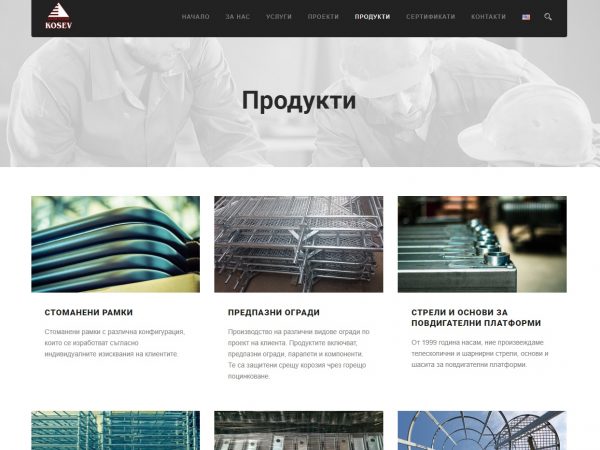 KOSEV
НАЧАЛО ЗА НАС УСЛУГИ ПРОЕКТИ ПРОДУКТИ СЕРТИФИКАТИ КОНТАКТИ
Продукти
СТОМАНЕНИ РАМКИ
Стоманени рамки с различна конфигурация,
които се изработват съгласно
индивидуалните изисквания на клиентите.
ПРЕДПАЗНИ ОГРАДИ
Производство на различни видове огради по
проект на клиента. Продуктите включват,
предпазни огради, парапети и компоненти.
Те са защитени срещу корозия чрез горещо
поцинковане.
СТРЕЛИ И ОСНОВИ ЗА
ПОВДИГАТЕЛНИ ПЛАТФОРМИ
От 1999 година насам, ние произвеждаме
телескопични и шарнирни стрели, основи и
шасита за повдигателни платформи.